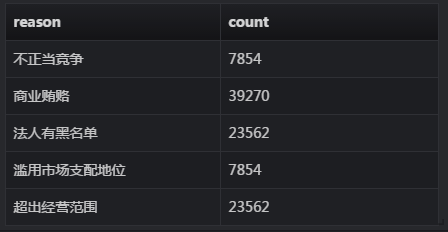 reason count
不正当竞争 7854
商业贿赂 39270
法人有黑名单 23562
滥用市场支配地位 7854
超出经营范围 23562